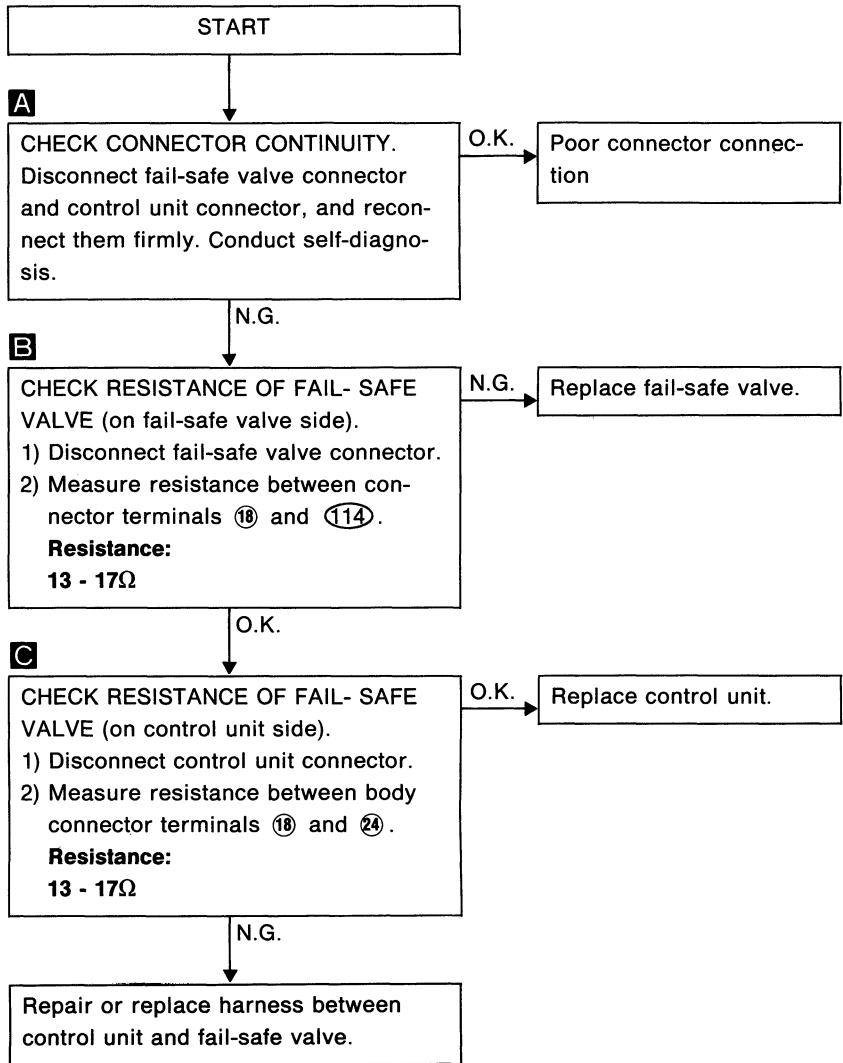 START
A
CHECK CONNECTOR CONTINUITY.
Disconnect fail-safe valve connector
and control unit connector, and recon-
nect them firmly. Conduct self-diagno-
sis.
O.K.
Poor connector connec-
tion
N.G.
B
CHECK RESISTANCE OF FAIL- SAFE
VALVE (on fail-safe valve side).
1) Disconnect fail-safe valve connector.
2) Measure resistance between con-
nector terminals ⑱ and (114).
Resistance:
13 - 17Ω
N.G.
Replace fail-safe valve.
O.K.
C
CHECK RESISTANCE OF FAIL- SAFE
VALVE (on control unit side).
1) Disconnect control unit connector.
2) Measure resistance between body
connector terminals ⑱ and ㉔.
Resistance:
13 - 17Ω
O.K.
Replace control unit.
N.G.
Repair or replace harness between
control unit and fail-safe valve.